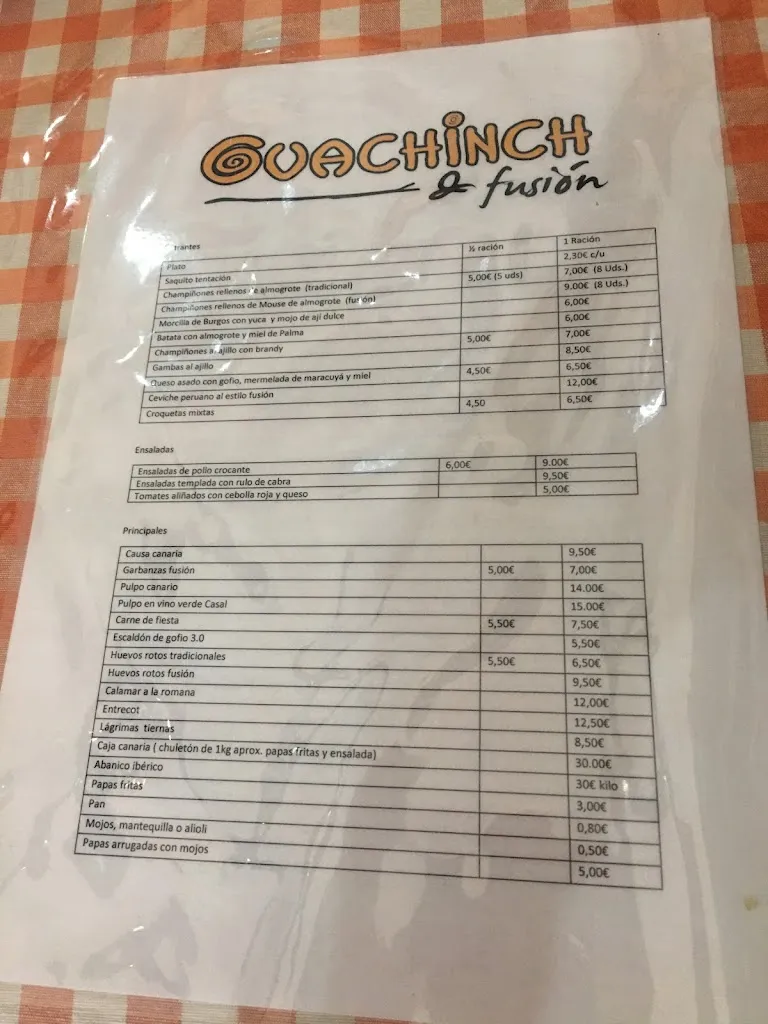 GUACHINCH
& fusión
trantes
Plato ½ ración 1 Ración
Saquito tentación 2,30€ c/u
Champiñones rellenos de almogrote (tradicional) 5,00€ (5 uds) 7,00€ (8 Uds.)
Champiñones rellenos de Mouse de almogrote (fusión) 9.00€ (8 Uds.)
Morcilla de Burgos con yuca y mojo de ají dulce 6,00€
Batata con almogrote y miel de Palma 6,00€
Champiñones al ajillo con brandy 5,00€ 7,00€
Gambas al ajillo 8,50€
Queso asado con gofio, mermelada de maracuyá y miel 4,50€ 6,50€
Ceviche peruano al estilo fusión 12,00€
Croquetas mixtas 4,50 6,50€
Ensaladas
Ensaladas de pollo crocante 6,00€ 9.00€
Ensaladas templada con rulo de cabra 9,50€
Tomates aliñados con cebolla roja y queso 5,00€
Principales
Causa canaria 9,50€
Garbanzas fusión 5,00€ 7,00€
Pulpo canario 14.00€
Pulpo en vino verde Casal 15.00€
Carne de fiesta 5,50€ 7,50€
Escaldón de gofio 3.0 5,50€
Huevos rotos tradicionales 5,50€ 6,50€
Huevos rotos fusión 9,50€
Calamar a la romana 12,00€
Entrecot 12,50€
Lágrimas tiernas 8,50€
Caja canaria ( chuletón de 1kg aprox. papas fritas y ensalada) 30.00€
Abanico ibérico 30€ kilo
Papas fritas 3,00€
Pan 0,80€
Mojos, mantequilla o alioli 0,50€
Papas arrugadas con mojos 5,00€